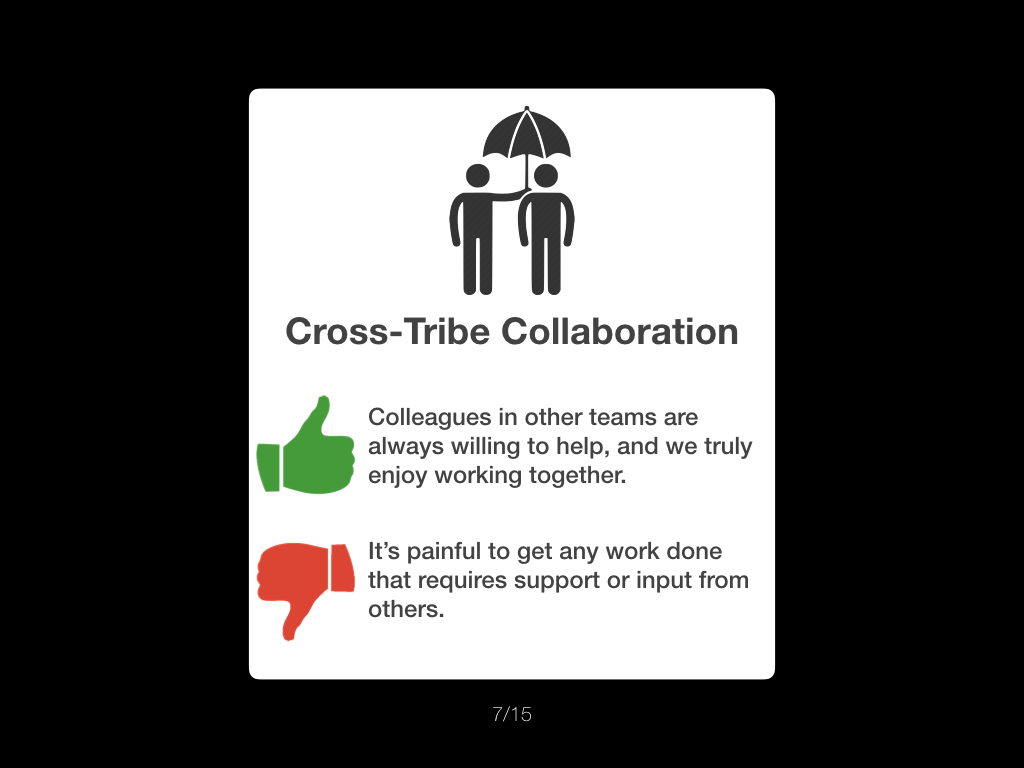 Cross-Tribe Collaboration
Colleagues in other teams are
always willing to help, and we truly
enjoy working together.
It’s painful to get any work done
that requires support or input from
others.
7/15